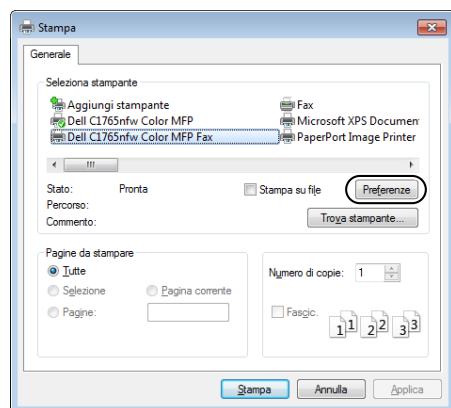 Stampa
Generale
Seleziona stampante
Aggiungi stampante
Fax
Dell C1765nfw Color MFP
Microsoft XPS Documen
Dell C1765nfw Color MFP Fax
PaperPort Image Printer
Stato: Pronta
Stampa su file
Preferenze
Percorso:
Commento:
Trova stampante...
Pagine da stampare
Tutte
Numero di copie: 1
Selezione
Pagina corrente
Pagine:
Fascic.
1 1 2 2 3 3
Stampa Annulla Applica